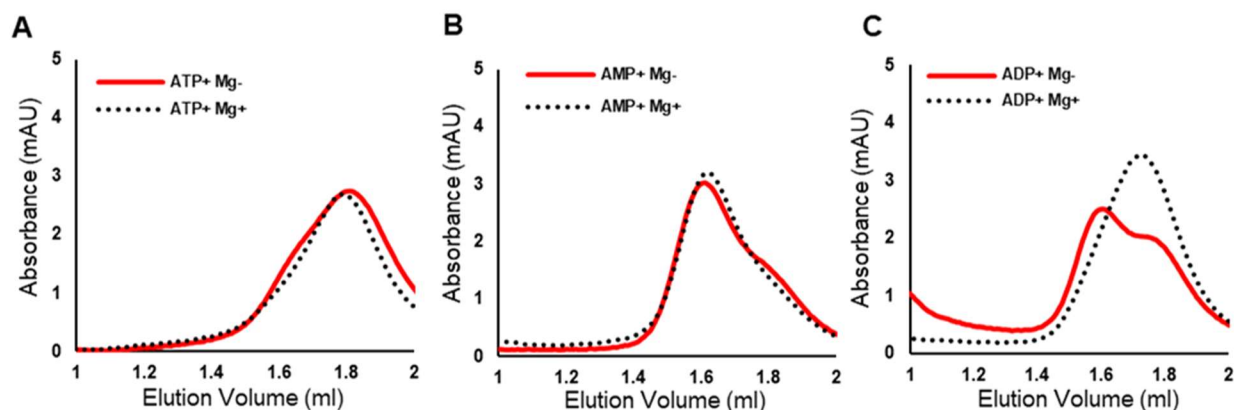 A
ATP+ Mg-
ATP+ Mg+
Absorbance (mAU)
5
4
3
2
1
0
1
1.2
1.4
1.6
1.8
2
Elution Volume (ml)
B
AMP+ Mg-
AMP+ Mg+
Absorbance (mAU)
5
4
3
2
1
0
1
1.2
1.4
1.6
1.8
2
Elution Volume (ml)
C
ADP+ Mg-
ADP+ Mg+
Absorbance (mAU)
5
4
3
2
1
0
1
1.2
1.4
1.6
1.8
2
Elution Volume (ml)